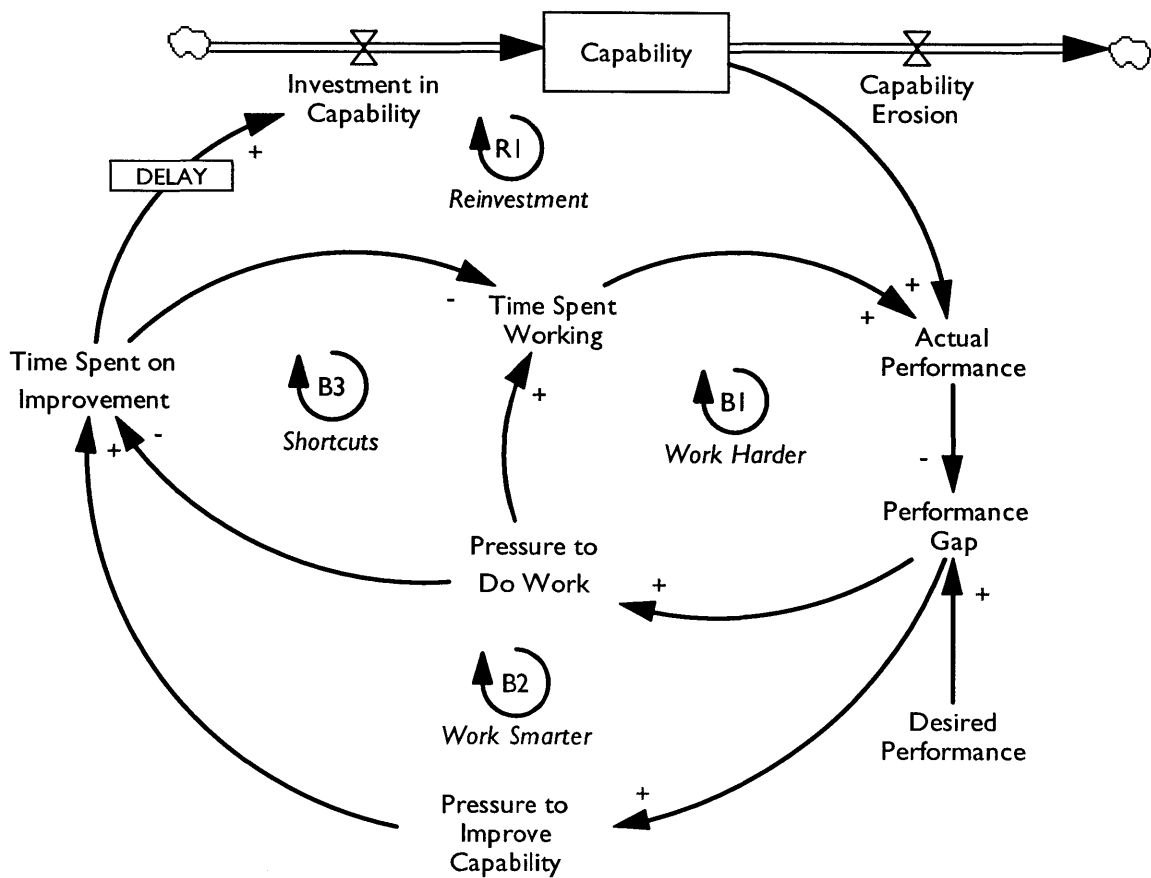 Capability
Investment in
Capability
Capability
Erosion
+
DELAY
R1
Reinvestment
-
Time Spent
Working
+
+
Actual
Performance
Time Spent on
Improvement
B3
Shortcuts
+
B1
Work Harder
+
-
-
Performance
Gap
Pressure to
Do Work
+
+
B2
Work Smarter
Desired
Performance
+
Pressure to
Improve
Capability